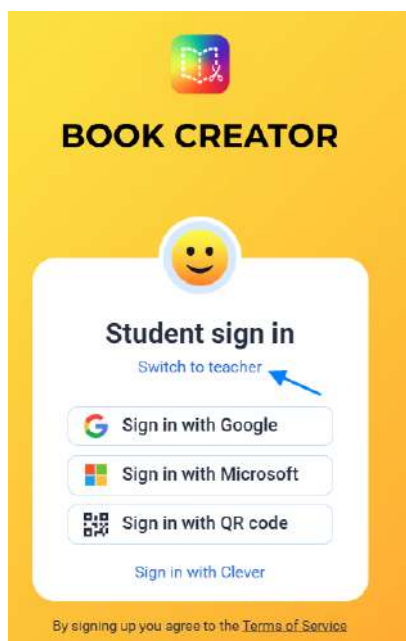 BOOK CREATOR
Student sign in
Switch to teacher
Sign in with Google
Sign in with Microsoft
Sign in with QR code
Sign in with Clever
By signing up you agree to the Terms of Service